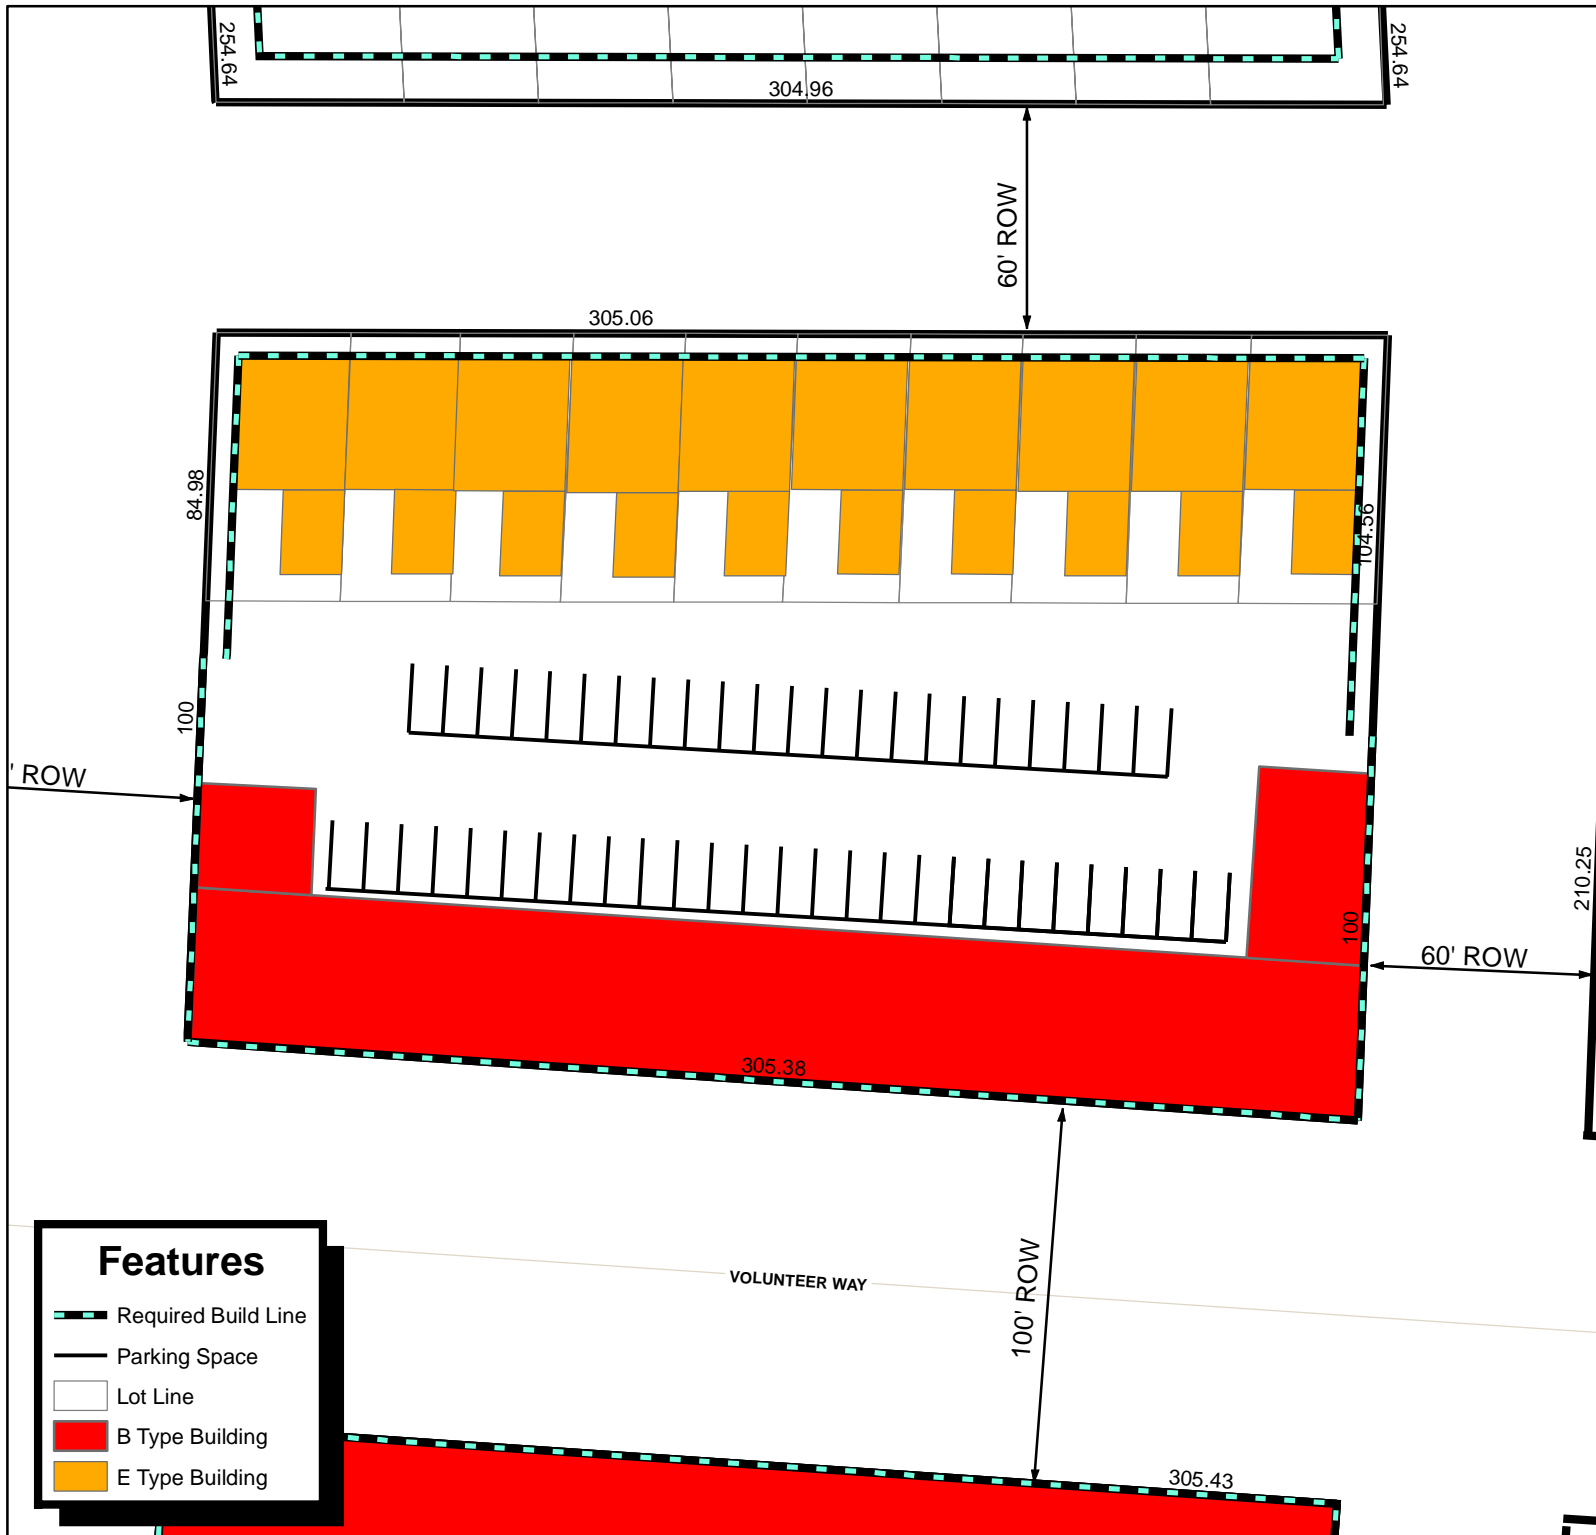 254.64
254.64
304.96
60' ROW
305.06
84.98
104.56
100
' ROW
210.25
100
60' ROW
305.38
100' ROW
VOLUNTEER WAY
Features
Required Build Line
Parking Space
Lot Line
B Type Building
E Type Building
305.43